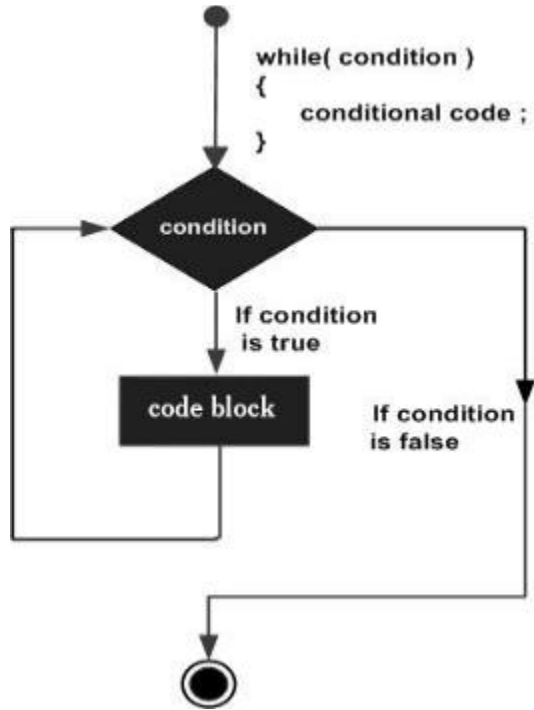 while( condition )
{
conditional code ;
}
condition
If condition
is true
code block
If condition
is false